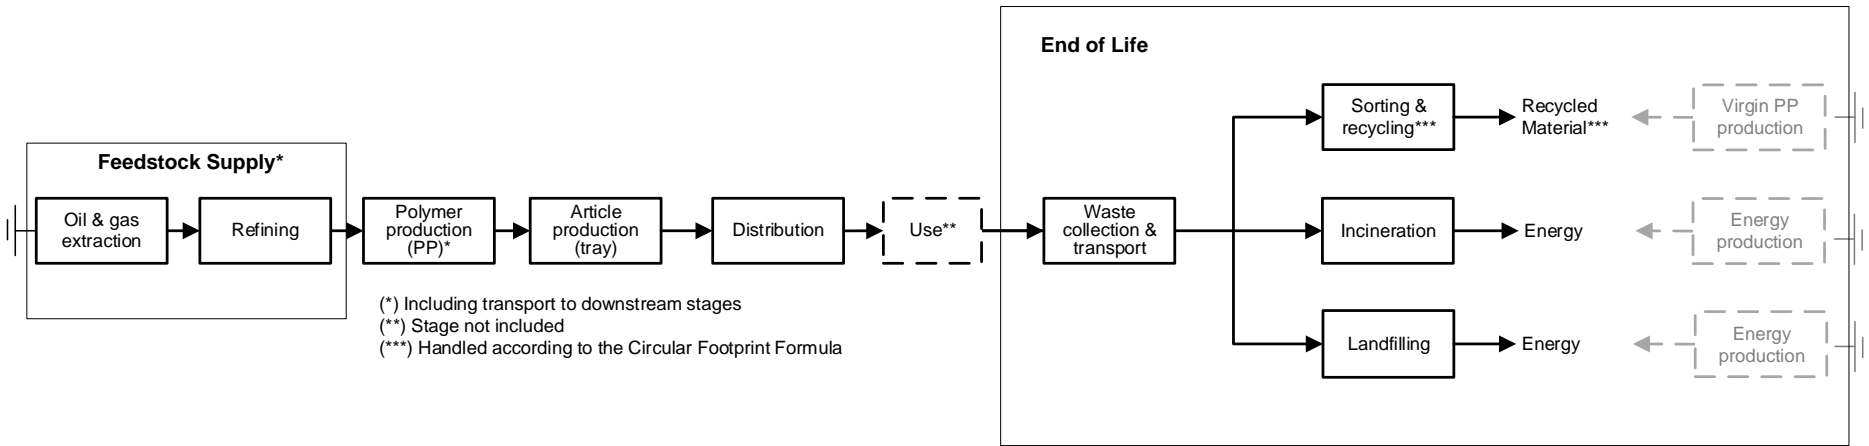 End of Life
Sorting &
recycling***
Recycled
Material***
Virgin PP
production
Feedstock Supply*
Oil & gas
extraction
Refining
Polymer
production
(PP)*
Article
production
(tray)
Distribution
Use**
Waste
collection &
transport
Incineration
Energy
Energy
production
(*) Including transport to downstream stages
(**) Stage not included
(***) Handled according to the Circular Footprint Formula
Landfilling
Energy
Energy
production